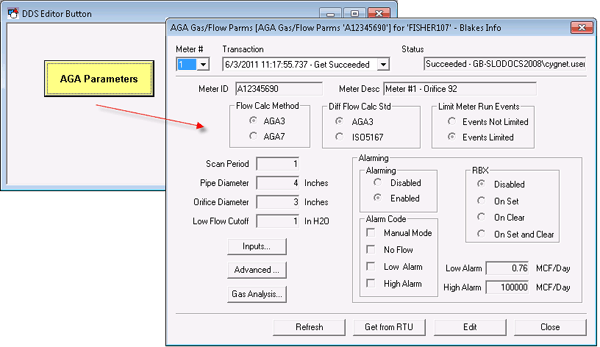 DDS Editor Button
AGA Parameters
AGA Gas/Flow Parms [AGA Gas/Flow Parms 'A12345690'] for 'FISHER107' - Blakes Info
Meter # Transaction Status
1 6/3/2011 11:17:55.737 - Get Succeeded Succeeded - GB-SLODOCS2008\cygnet.user
Meter ID A12345690 Meter Desc Meter #1 - Orifice 92
Flow Calc Method Diff Flow Calc Std Limit Meter Run Events
AGA3 AGA3 Events Not Limited
AGA7 ISO5167 Events Limited
Scan Period 1
Pipe Diameter 4 Inches
Orifice Diameter 3 Inches
Low Flow Cutoff 1 In H2O
Inputs...
Advanced ...
Gas Analysis...
Alarming
Alarming
Disabled
Enabled
RBX
Disabled
On Set
On Clear
On Set and Clear
Alarm Code
Manual Mode
No Flow
Low Alarm
High Alarm
Low Alarm 0.76 MCF/Day
High Alarm 100000 MCF/Day
Refresh Get from RTU Edit Close